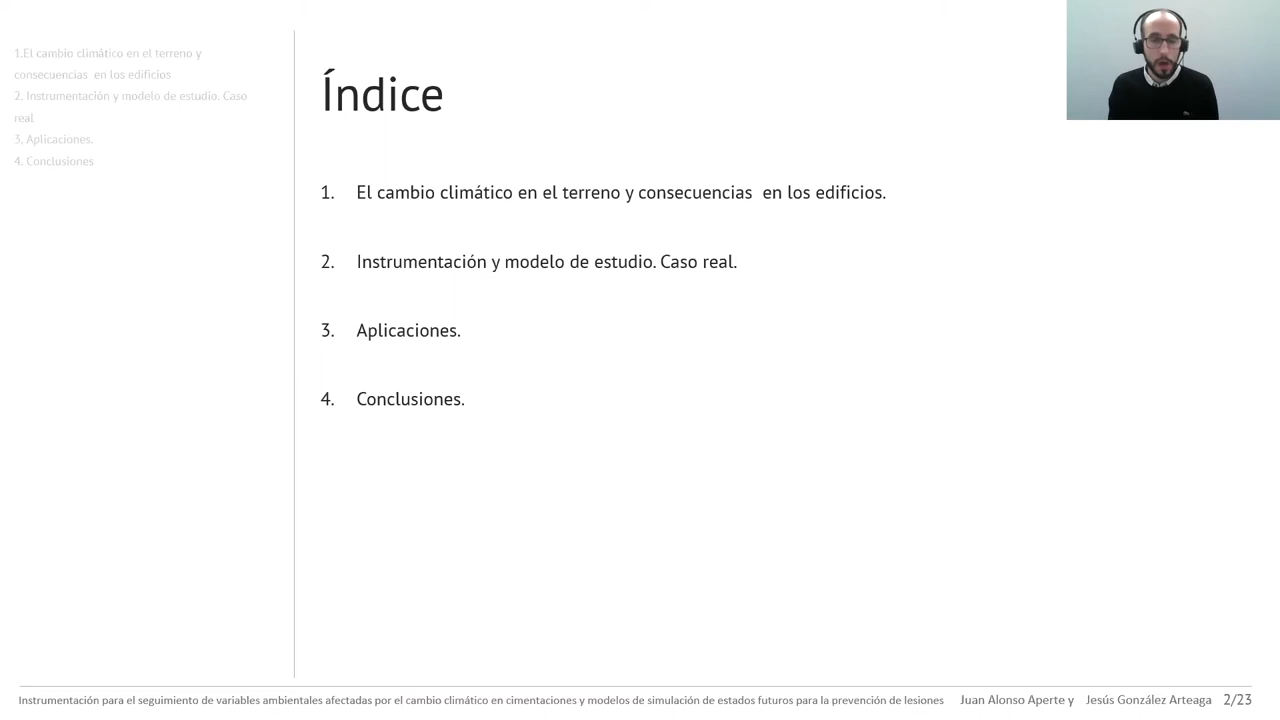 1.El cambio climático en el terreno y
consecuencias  en los edificios
2. Instrumentación y modelo de estudio. Caso
real
3, Aplicaciones.
4. Conclusiones
Índice
1. El cambio climático en el terreno y consecuencias  en los edificios.
2. Instrumentación y modelo de estudio. Caso real.
3. Aplicaciones.
4. Conclusiones.
Instrumentación para el seguimiento de variables ambientales afectadas por el cambio climático en cimentaciones y modelos de simulación de estados futuros para la prevención de lesiones Juan Alonso Aperte y Jesús González Arteaga 2/23